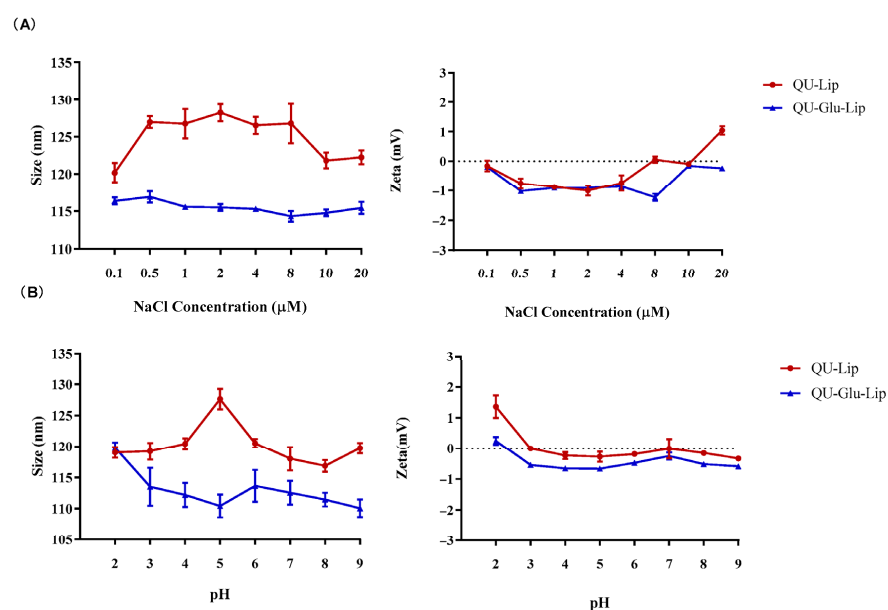 (A)
Size (nm)
135
130
125
120
115
110
0.1 0.5 1 2 4 8 10 20
NaCl Concentration (μM)
Zeta (mV)
3
2
1
0
−1
−2
−3
0.1 0.5 1 2 4 8 10 20
NaCl Concentration (μM)
QU-Lip
QU-Glu-Lip
(B)
Size (nm)
135
130
125
120
115
110
105
2 3 4 5 6 7 8 9
pH
Zeta(mV)
3
2
1
0
−1
−2
−3
2 3 4 5 6 7 8 9
pH
QU-Lip
QU-Glu-Lip